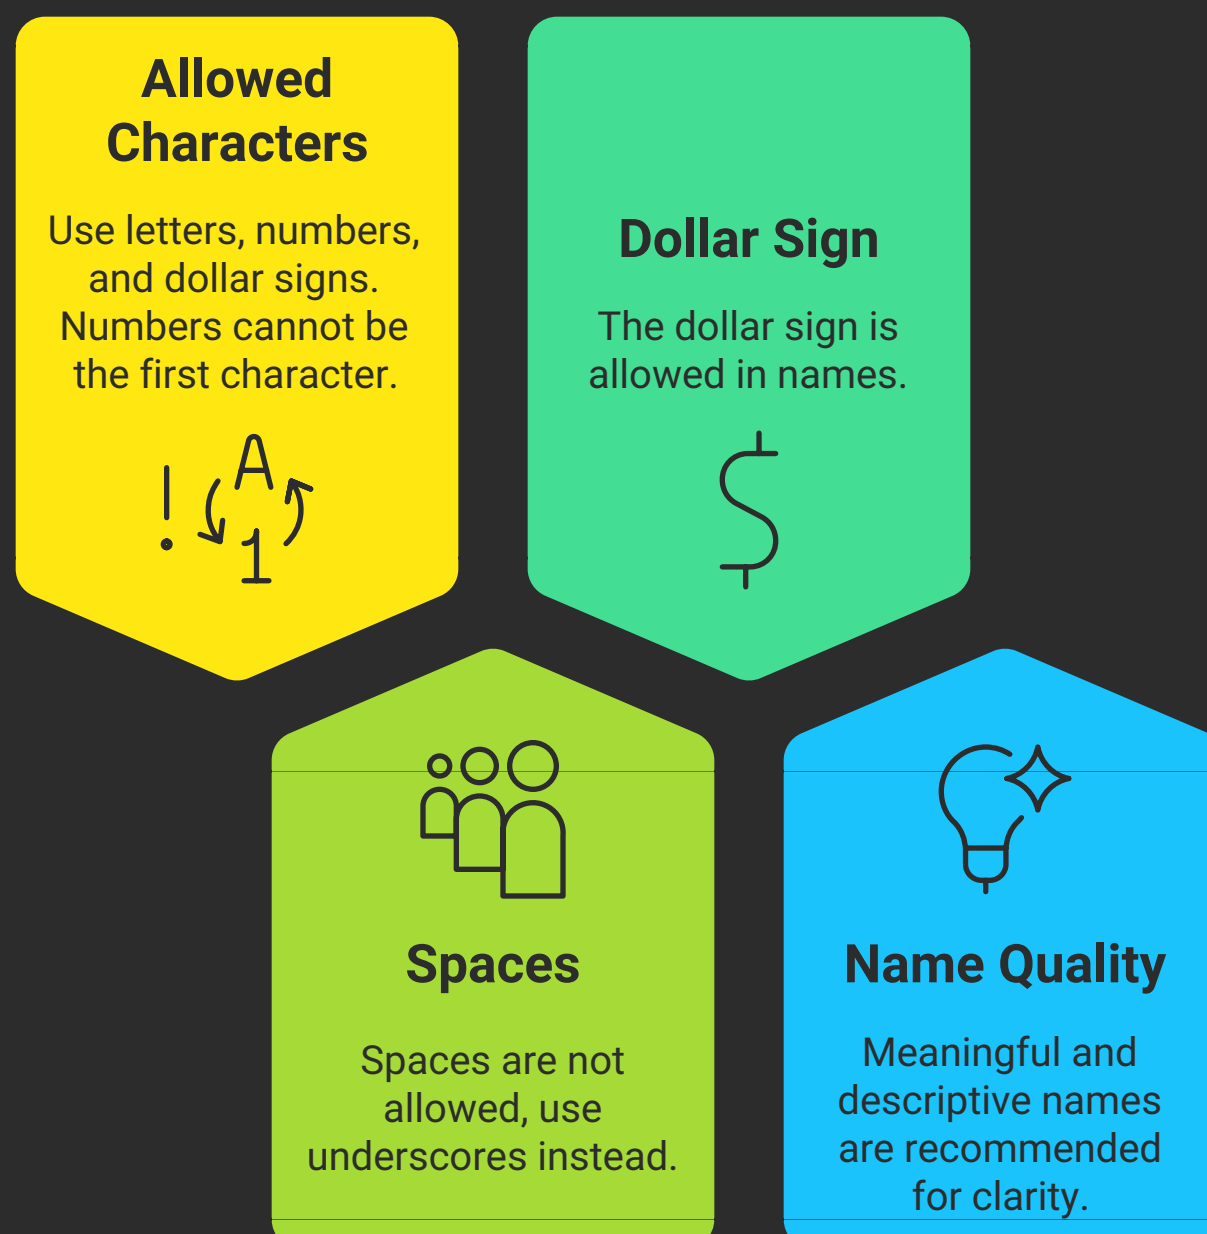 Allowed
Characters
Use letters, numbers,
and dollar signs.
Numbers cannot be
the first character.
! A
1
Dollar Sign
The dollar sign is
allowed in names.
$
Spaces
Spaces are not
allowed, use
underscores instead.
Name Quality
Meaningful and
descriptive names
are recommended
for clarity.